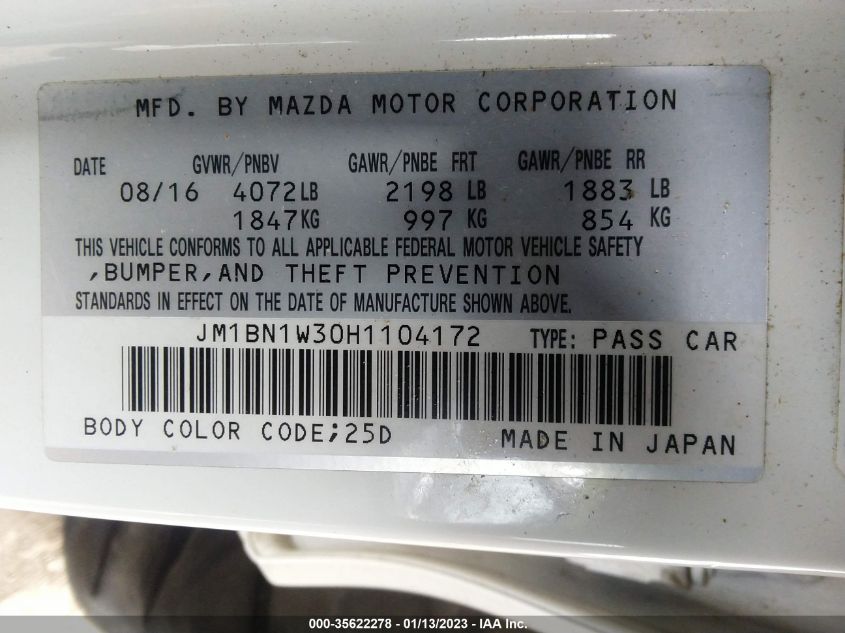 MFD. BY MAZDA MOTOR CORPORATION
DATE GVWR/PNBV GAWR/PNBE FRT GAWR/PNBE RR
08/16 4072LB 2198 LB 1883 LB
1847KG 997 KG 854 KG
THIS VEHICLE CONFORMS TO ALL APPLICABLE FEDERAL MOTOR VEHICLE SAFETY
,BUMPER,AND THEFT PREVENTION
STANDARDS IN EFFECT ON THE DATE OF MANUFACTURE SHOWN ABOVE.
JM1BN1W30H1104172 TYPE: PASS CAR
BODY COLOR CODE;25D MADE IN JAPAN
000-35622278 - 01/13/2023 - IAA Inc.